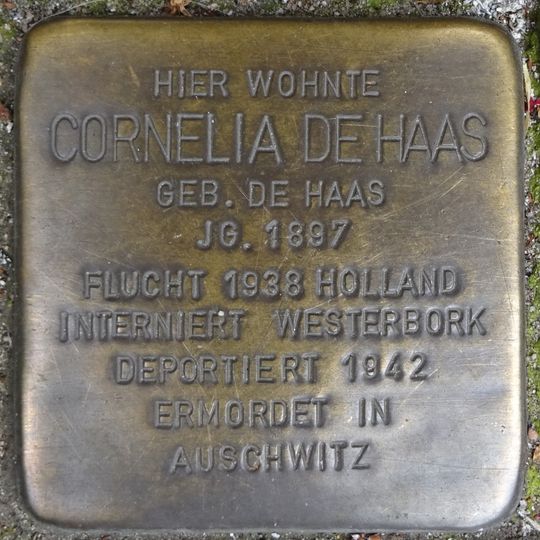 HIER WOHNTE
CORNELIA DE HAAS
GEB. DE HAAS
JG. 1897
FLUCHT 1938 HOLLAND
INTERNIERT WESTERBORK
DEPORTIERT 1942
ERMORDET IN
AUSCHWITZ